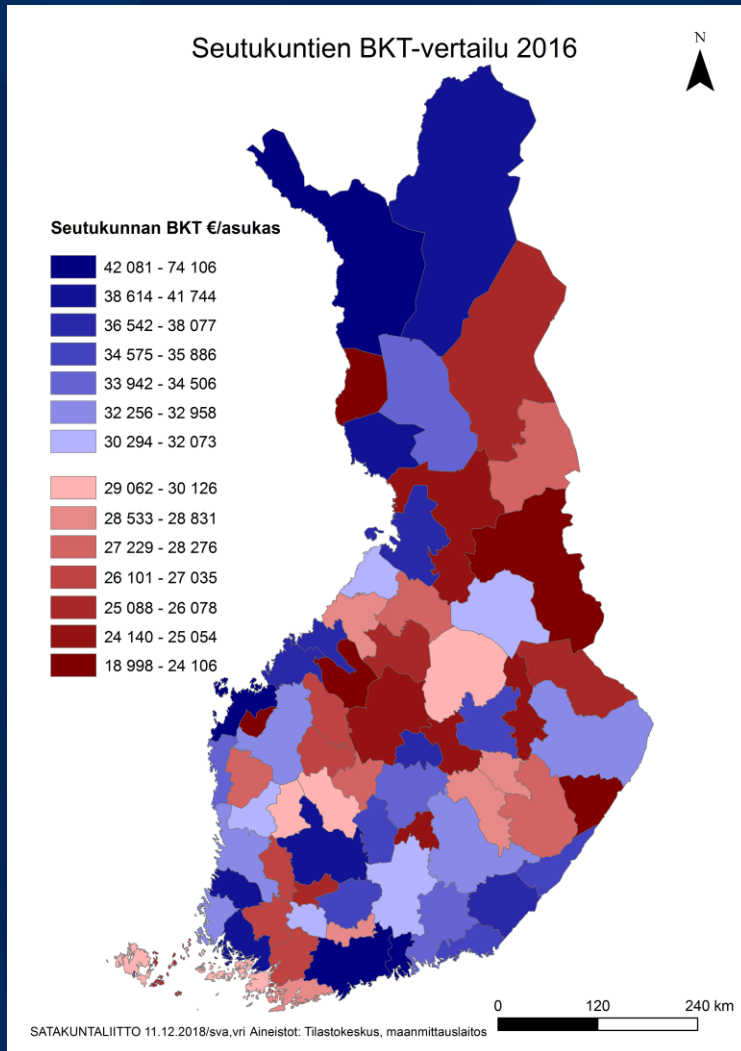 Seutukuntien BKT-vertailu 2016
N
Seutukunnan BKT €/asukas
42 081 - 74 106
38 614 - 41 744
36 542 - 38 077
34 575 - 35 886
33 942 - 34 506
32 256 - 32 958
30 294 - 32 073
29 062 - 30 126
28 533 - 28 831
27 229 - 28 276
26 101 - 27 035
25 088 - 26 078
24 140 - 25 054
18 998 - 24 106
0 120 240 km
SATAKUNTALIITTO 11.12.2018/sva,vri Aineistot: Tilastokeskus, maanmittauslaitos